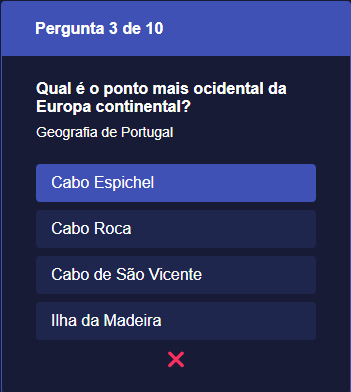 Pergunta 3 de 10
Qual é o ponto mais ocidental da
Europa continental?
Geografia de Portugal
Cabo Espichel
Cabo Roca
Cabo de São Vicente
Ilha da Madeira